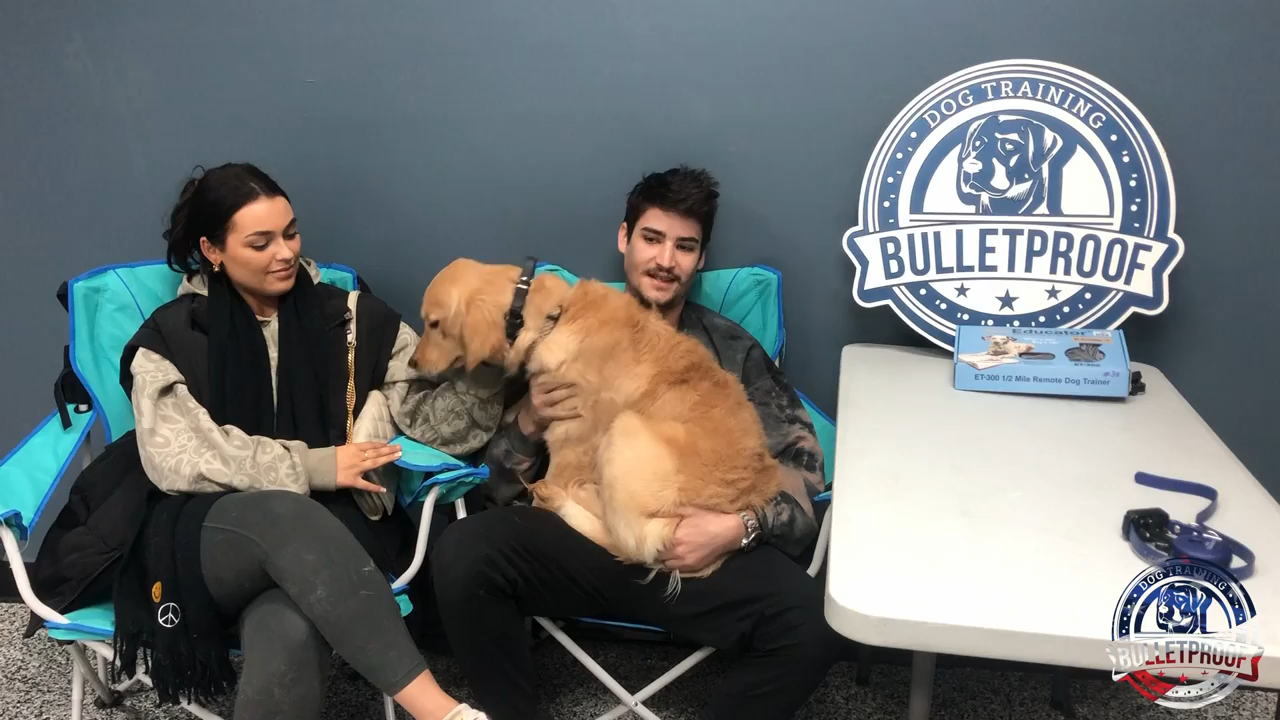 DOG TRAINING
BULLETPROOF
Educator
ET-300 1/2 Mile Remote Dog Trainer
DOG TRAINING
BULLETPROOF